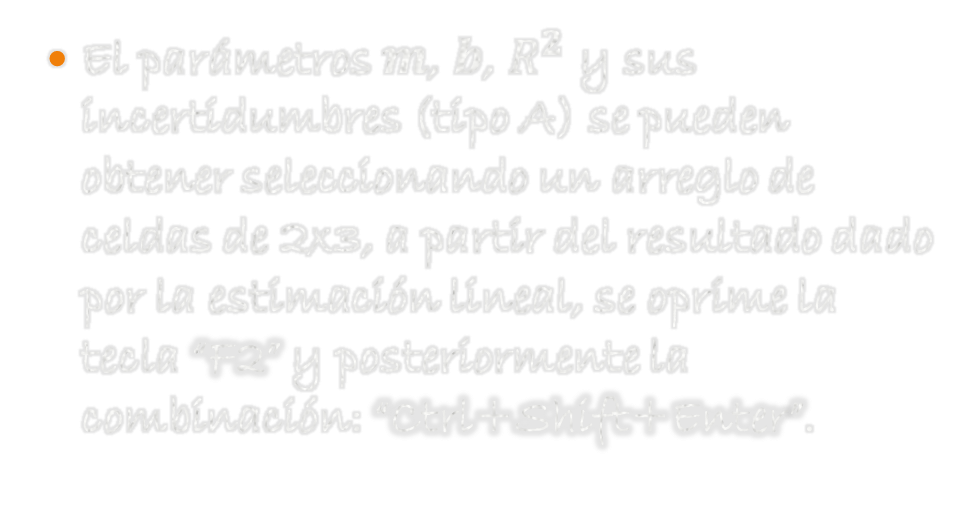 • El parámetros m, b, R² y sus
incertidumbres (tipo A) se pueden
obtener seleccionando un arreglo de
celdas de 2x3, a partir del resultado dado
por la estimación lineal, se oprime la
tecla “F2” y posteriormente la
combinación: “Ctrl+Shift+Enter”.